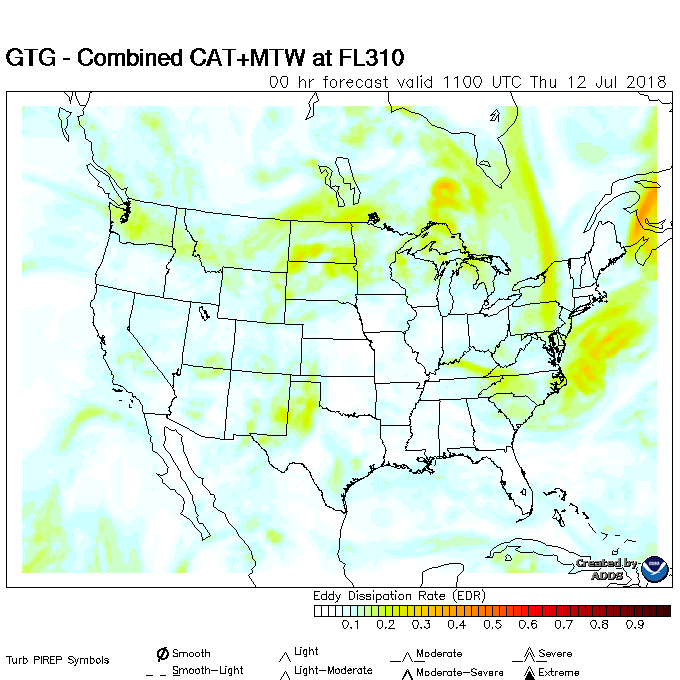 GTG - Combined CAT+MTW at FL310
00 hr forecast valid 1100 UTC Thu 12 Jul 2018
Created by
ADDS
Eddy Dissipation Rate (EDR)
0.1 0.2 0.3 0.4 0.5 0.6 0.7 0.8 0.9
Turb PIREP Symbols
Smooth Light Moderate Severe
Smooth-Light Light-Moderate Moderate-Severe Extreme